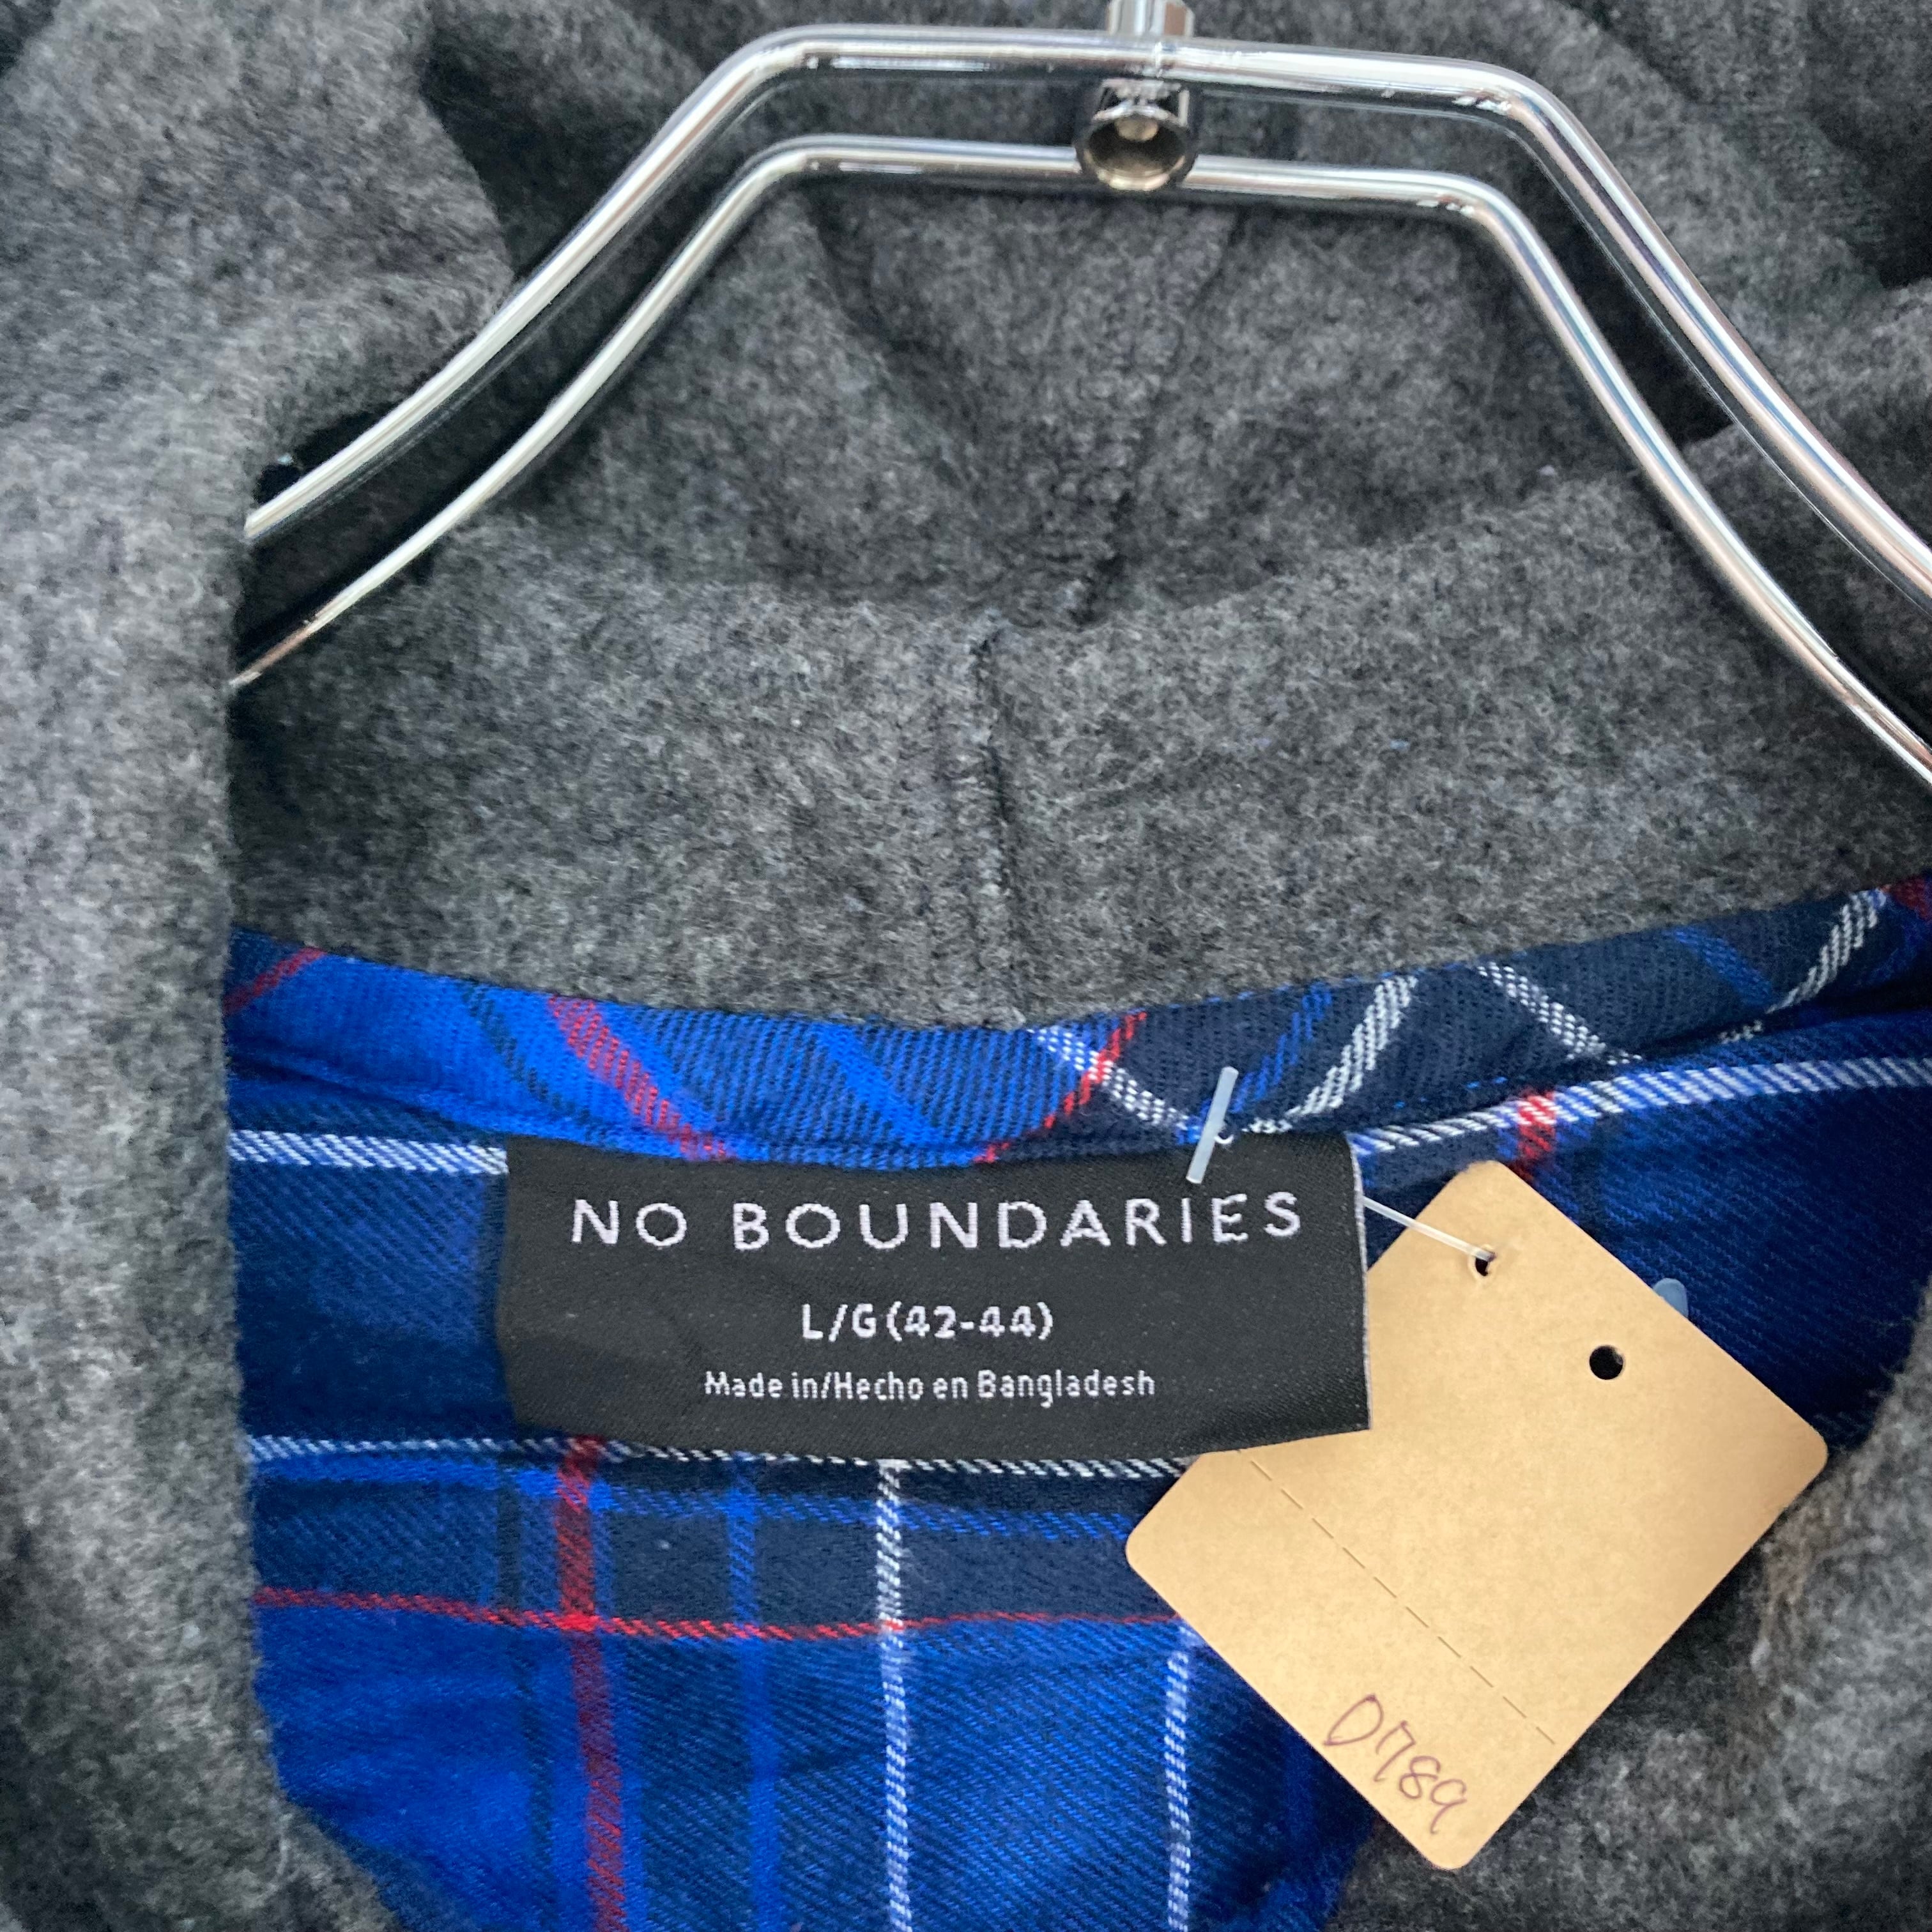 NO BOUNDARIES
L/G(42-44)
Made in/Hecho en Bangladesh
D789